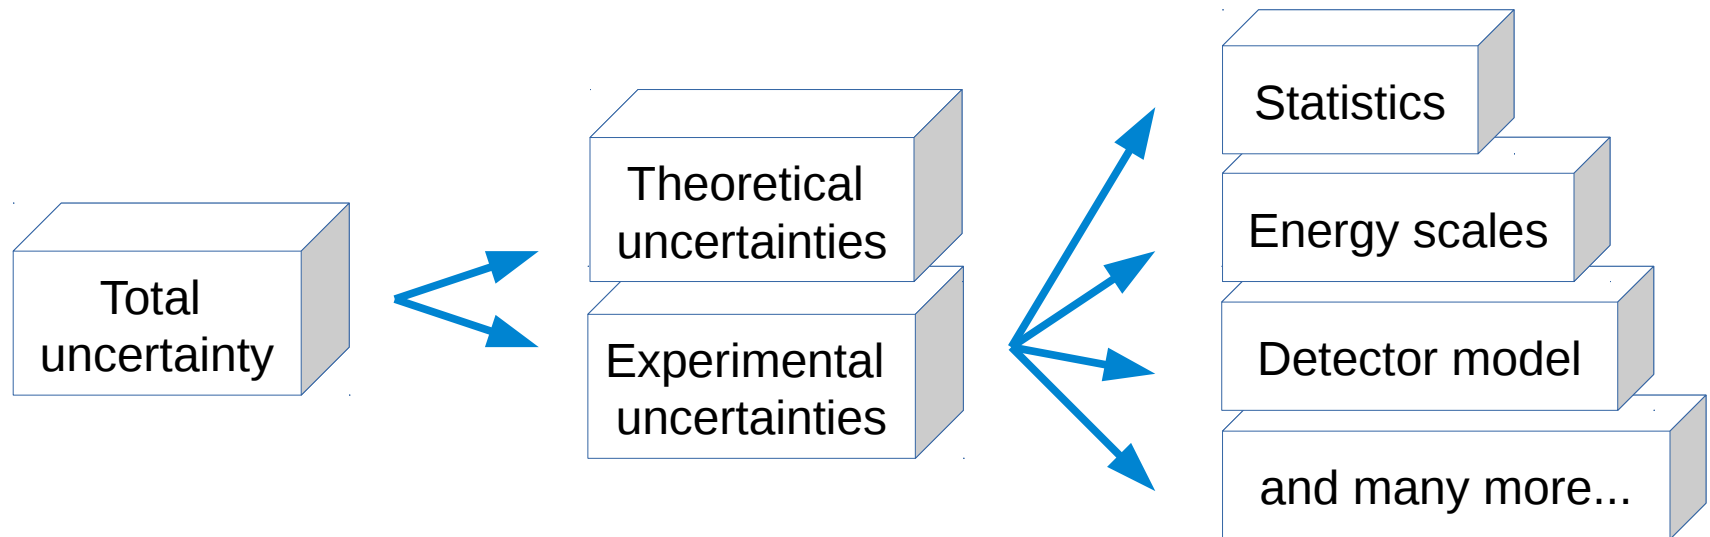 Total
uncertainty
Theoretical
uncertainties
Experimental
uncertainties
Statistics
Energy scales
Detector model
and many more...